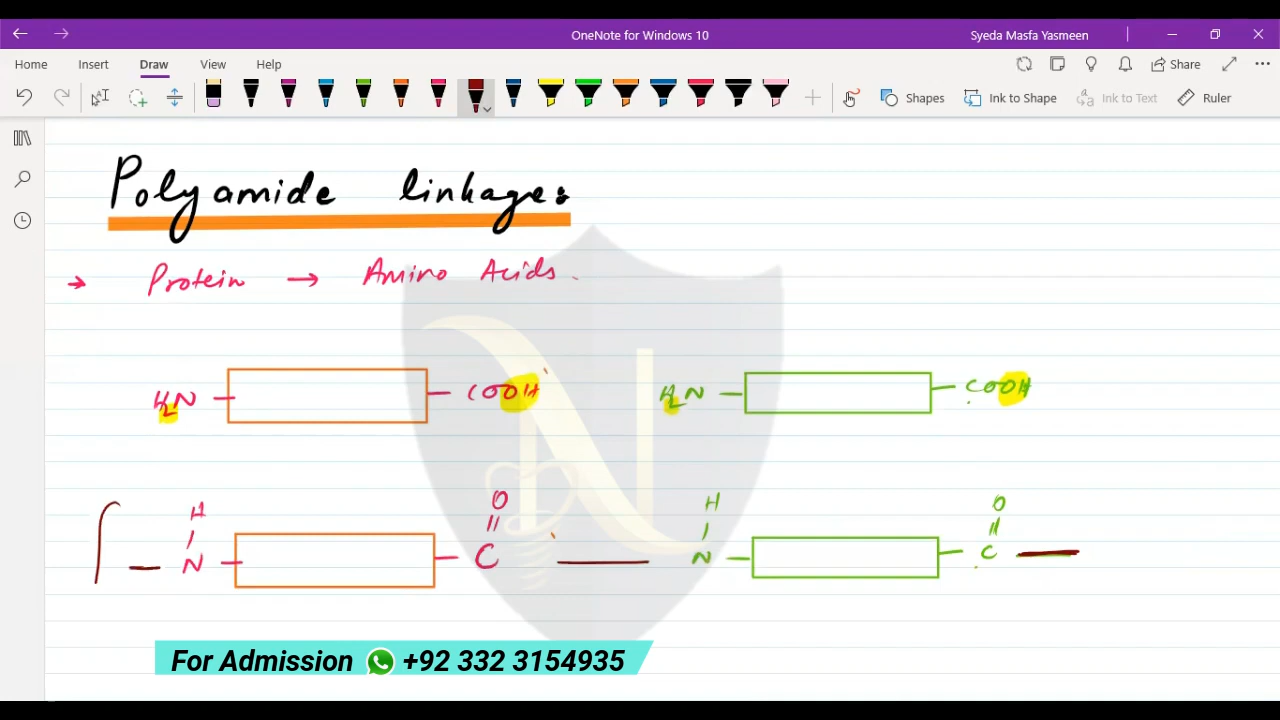 OneNote for Windows 10
Syeda Masfa Yasmeen
Home Insert Draw View Help
Share
Shapes Ink to Shape Ink to Text Ruler
Polyamide linkages
→ Protein → Amino Acids.
H2N COOH H2N COOH
H O H O
N C N C
For Admission +92 332 3154935